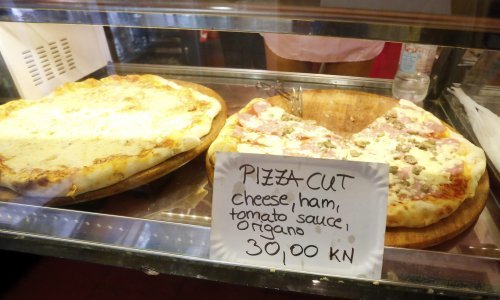 PIZZA CUT
cheese, ham,
tomato sauce,
origano
30,00 KN